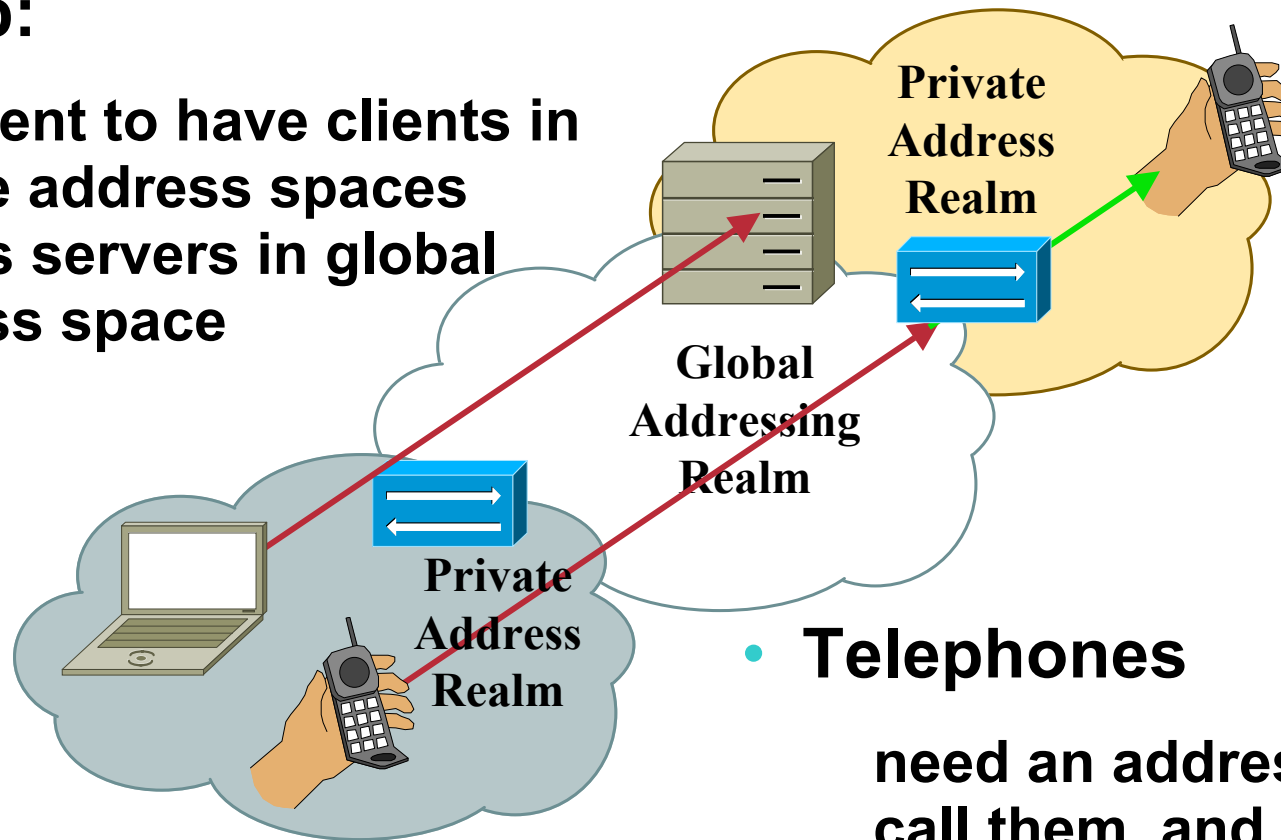 ent to have clients in
address spaces
servers in global
ss space
Private
Address
Realm
Global
Addressing
Realm
Private
Address
Realm
• Telephones
need an addres
call them, and